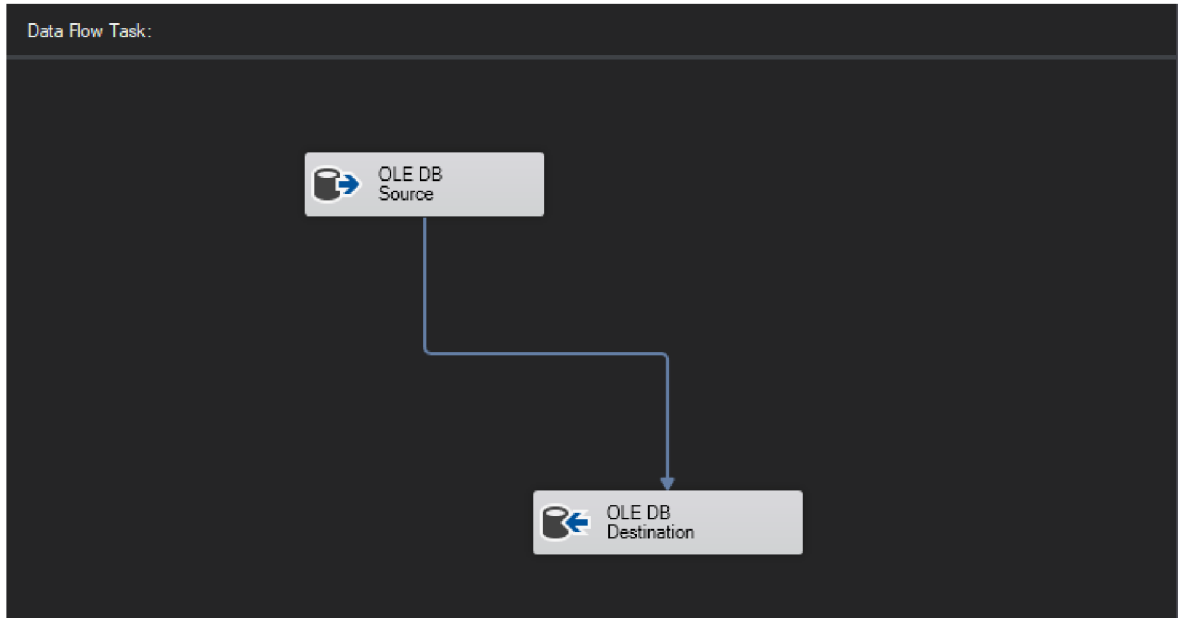 Data Flow Task:
OLE DB
Source
OLE DB
Destination